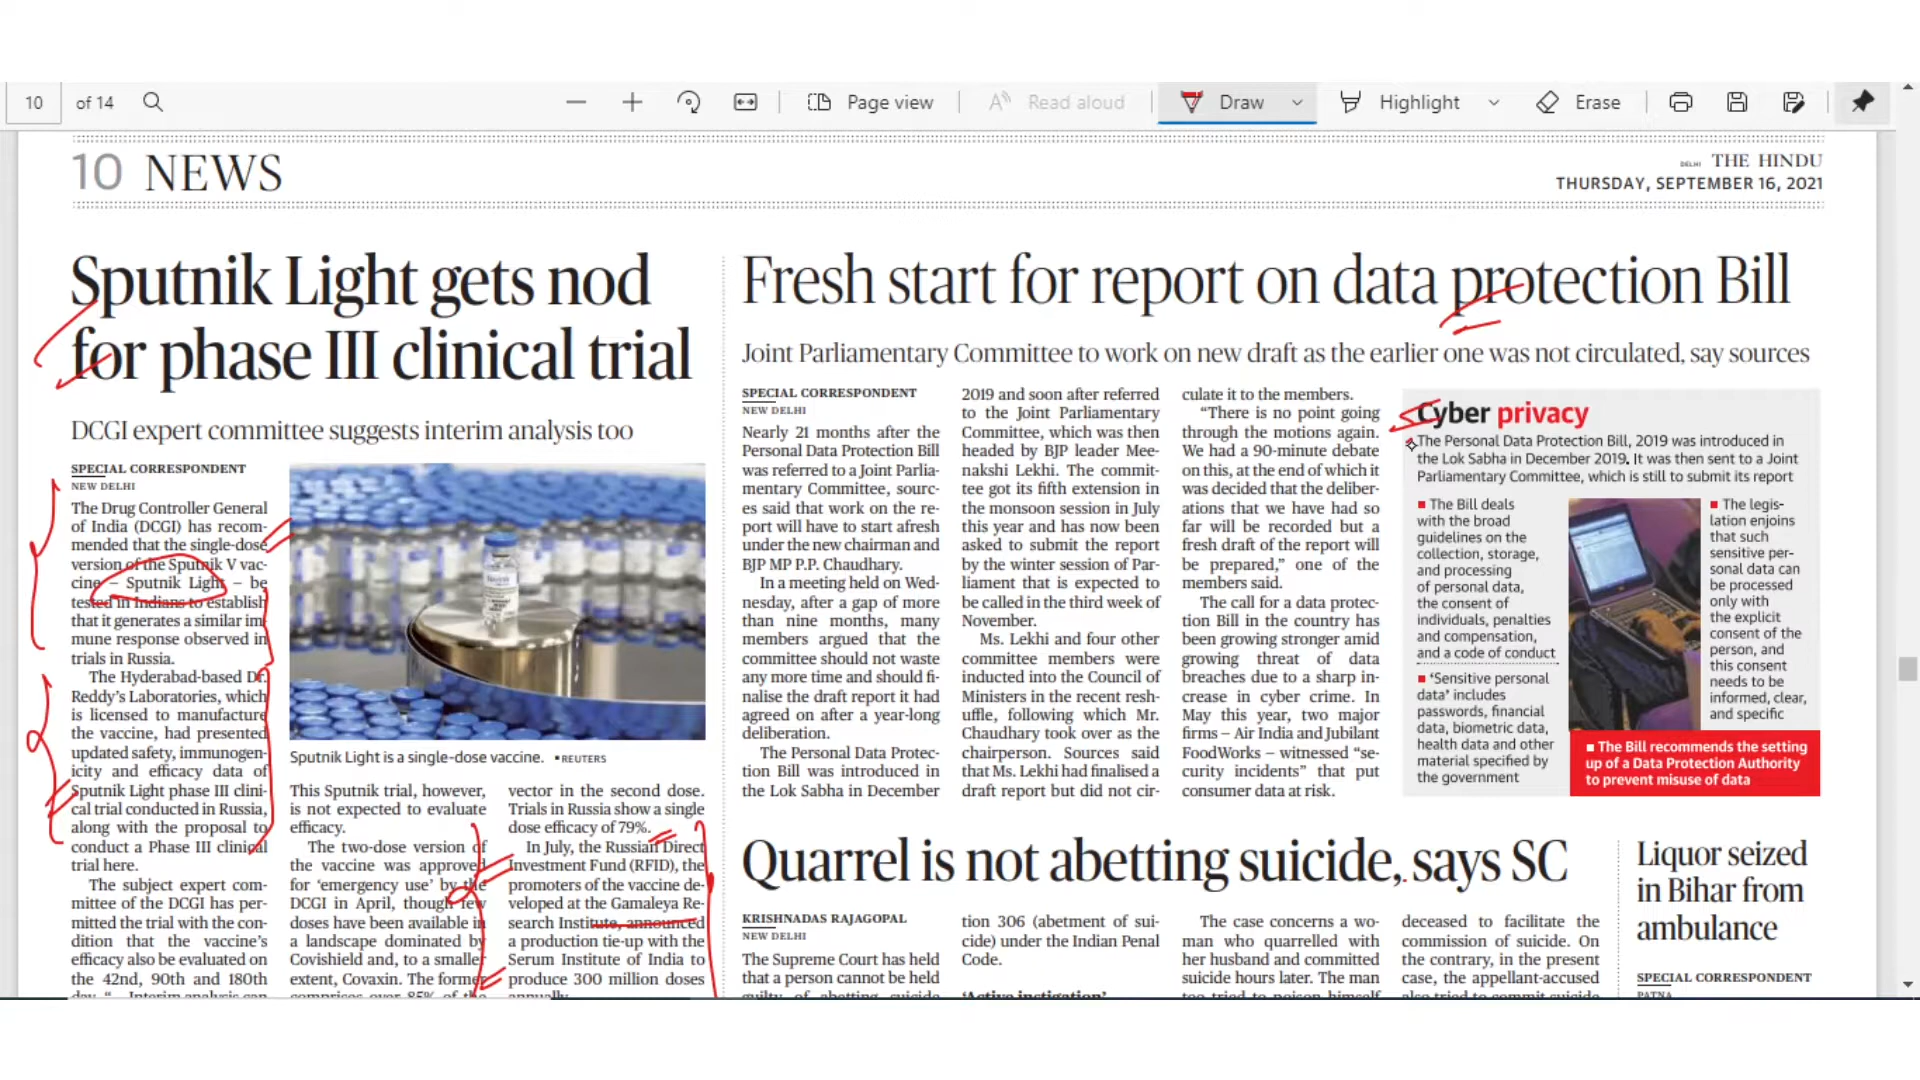 10 of 14 Page view Read aloud Draw Highlight Erase
10 NEWS
DELHI THE HINDU
THURSDAY, SEPTEMBER 16, 2021
Sputnik Light gets nod
for phase III clinical trial
DCGI expert committee suggests interim analysis too
SPECIAL CORRESPONDENT
NEW DELHI
The Drug Controller General
of India (DCGI) has recom-
mended that the single-dose
version of the Sputnik V vac-
cine – Sputnik Light – be
tested in Indians to establish
that it generates a similar im-
mune response observed in
trials in Russia.
The Hyderabad-based Dr.
Reddy's Laboratories, which
is licensed to manufacture
the vaccine, had presented
updated safety, immunogen-
icity and efficacy data of
Sputnik Light phase III clini-
cal trial conducted in Russia,
along with the proposal to
conduct a Phase III clinical
trial here.
The subject expert com-
mittee of the DCGI has per-
mitted the trial with the con-
dition that the vaccine's
efficacy also be evaluated on
the 42nd, 90th and 180th
Sputnik Light is a single-dose vaccine. ▪REUTERS
This Sputnik trial, however,
is not expected to evaluate
efficacy.
The two-dose version of
the vaccine was approved
for 'emergency use' by the
DCGI in April, though few
doses have been available in
a landscape dominated by
Covishield and, to a smaller
extent, Covaxin. The former
vector in the second dose.
Trials in Russia show a single
dose efficacy of 79%.
In July, the Russian Direct
Investment Fund (RFID), the
promoters of the vaccine de-
veloped at the Gamaleya Re-
search Institute, announced
a production tie-up with the
Serum Institute of India to
produce 300 million doses
annually.
Fresh start for report on data protection Bill
Joint Parliamentary Committee to work on new draft as the earlier one was not circulated, say sources
SPECIAL CORRESPONDENT
NEW DELHI
Nearly 21 months after the
Personal Data Protection Bill
was referred to a Joint Parlia-
mentary Committee, sourc-
es said that work on the re-
port will have to start afresh
under the new chairman and
BJP MP P.P. Chaudhary.
In a meeting held on Wed-
nesday, after a gap of more
than nine months, many
members argued that the
committee should not waste
any more time and should fi-
nalise the draft report it had
agreed on after a year-long
deliberation.
The Personal Data Protec-
tion Bill was introduced in
the Lok Sabha in December
2019 and soon after referred
to the Joint Parliamentary
Committee, which was then
headed by BJP leader Mee-
nakshi Lekhi. The commit-
tee got its fifth extension in
the monsoon session in July
this year and has now been
asked to submit the report
by the winter session of Par-
liament that is expected to
be called in the third week of
November.
Ms. Lekhi and four other
committee members were
inducted into the Council of
Ministers in the recent resh-
uffle, following which Mr.
Chaudhary took over as the
chairperson. Sources said
that Ms. Lekhi had finalised a
draft report but did not cir-
culate it to the members.
"There is no point going
through the motions again.
We had a 90-minute debate
on this, at the end of which it
was decided that the deliber-
ations that we have had so
far will be recorded but a
fresh draft of the report will
be prepared," one of the
members said.
The call for a data protec-
tion Bill in the country has
been growing stronger amid
growing threat of data
breaches due to a sharp in-
crease in cyber crime. In
May this year, two major
firms – Air India and Jubilant
FoodWorks – witnessed "se-
curity incidents" that put
consumer data at risk.
Cyber privacy
The Personal Data Protection Bill, 2019 was introduced in
the Lok Sabha in December 2019. It was then sent to a Joint
Parliamentary Committee, which is still to submit its report
▪ The Bill deals
with the broad
guidelines on the
collection, storage,
and processing
of personal data,
the consent of
individuals, penalties
and compensation,
and a code of conduct
▪ 'Sensitive personal
data' includes
passwords, financial
data, biometric data,
health data and other
material specified by
the government
▪ The legis-
lation enjoins
that such
sensitive per-
sonal data can
be processed
only with
the explicit
consent of the
person, and
this consent
needs to be
informed, clear,
and specific
▪ The Bill recommends the setting
up of a Data Protection Authority
to prevent misuse of data
Quarrel is not abetting suicide, says SC
KRISHNADAS RAJAGOPAL
NEW DELHI
The Supreme Court has held
that a person cannot be held
guilty of abetting suicide
tion 306 (abetment of sui-
cide) under the Indian Penal
Code.
'Active instigation'
The case concerns a wo-
man who quarrelled with
her husband and committed
suicide hours later. The man
too tried to poison himself
deceased to facilitate the
commission of suicide. On
the contrary, in the present
case, the appellant-accused
also tried to commit suicide
Liquor seized
in Bihar from
ambulance
SPECIAL CORRESPONDENT
PATNA